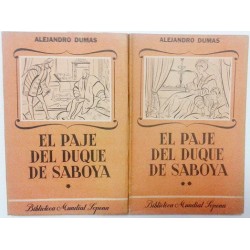 ALEJANDRO DUMAS
EL PAJE
DEL DUQUE
DE SABOYA
*
Biblioteca Mundial Sopena
ALEJANDRO DUMAS
EL PAJE
DEL DUQUE
DE SABOYA
**
Biblioteca Mundial Sopena